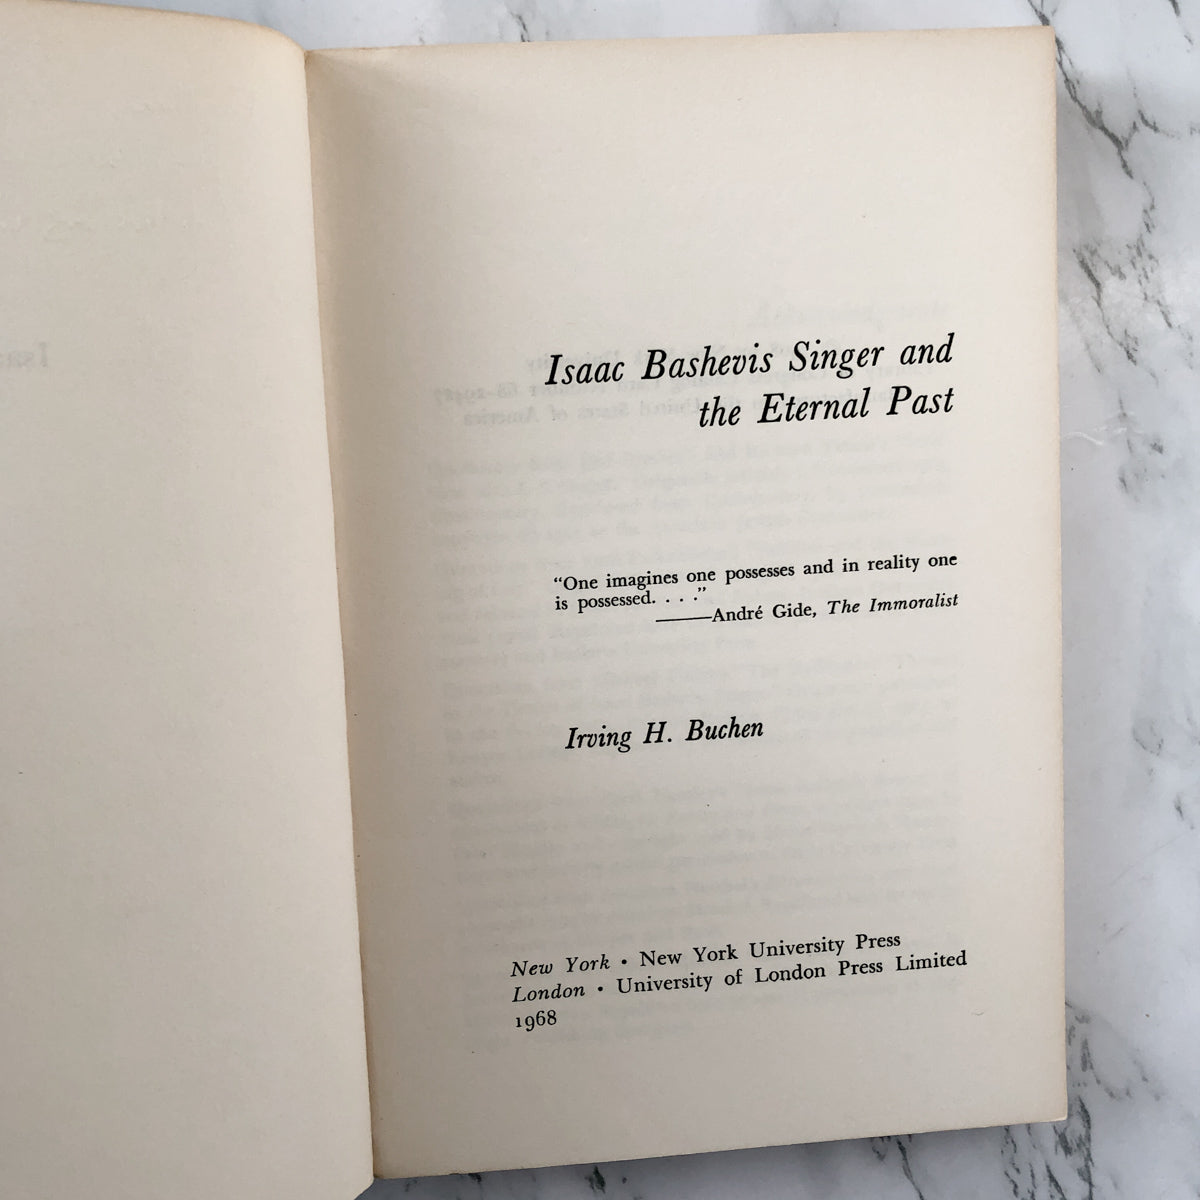 Isaac Bashevis Singer and
the Eternal Past
“One imagines one possesses and in reality one
is possessed. . . .”
———André Gide, The Immoralist
Irving H. Buchen
New York • New York University Press
London • University of London Press Limited
1968